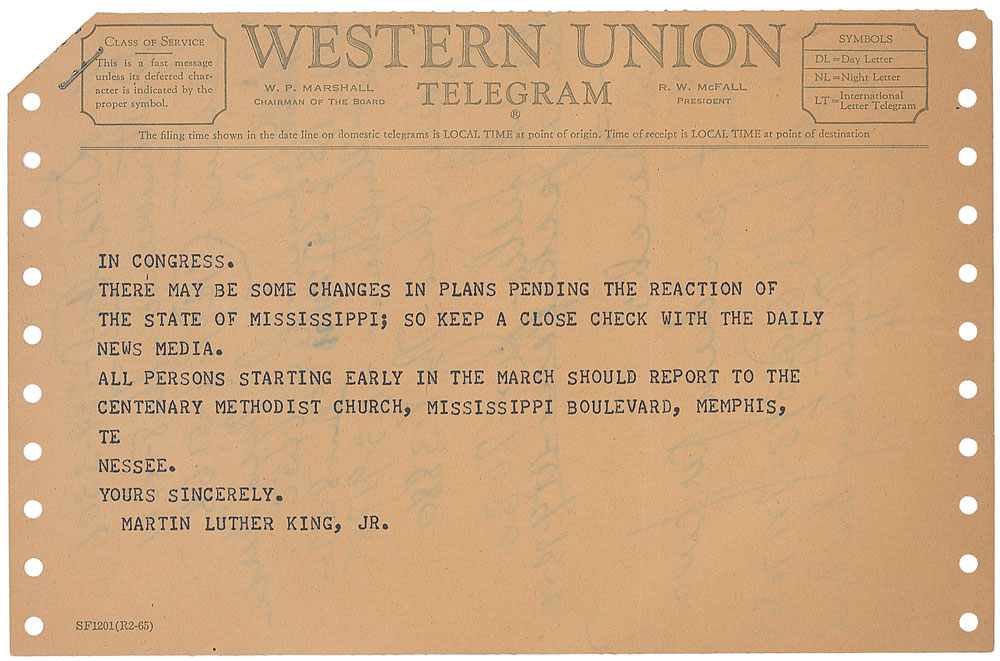 CLASS OF SERVICE
This is a fast message
unless its deferred char-
acter is indicated by the
proper symbol.
WESTERN UNION
TELEGRAM
®
W. P. MARSHALL
CHAIRMAN OF THE BOARD
R. W. McFALL
PRESIDENT
SYMBOLS
DL=Day Letter
NL=Night Letter
LT=International Letter Telegram
The filing time shown in the date line on domestic telegrams is LOCAL TIME at point of origin. Time of receipt is LOCAL TIME at point of destination
IN CONGRESS.
THERE MAY BE SOME CHANGES IN PLANS PENDING THE REACTION OF
THE STATE OF MISSISSIPPI; SO KEEP A CLOSE CHECK WITH THE DAILY
NEWS MEDIA.
ALL PERSONS STARTING EARLY IN THE MARCH SHOULD REPORT TO THE
CENTENARY METHODIST CHURCH, MISSISSIPPI BOULEVARD, MEMPHIS,
TE
NESSEE.
YOURS SINCERELY.
MARTIN LUTHER KING, JR.
SF1201(R2-65)